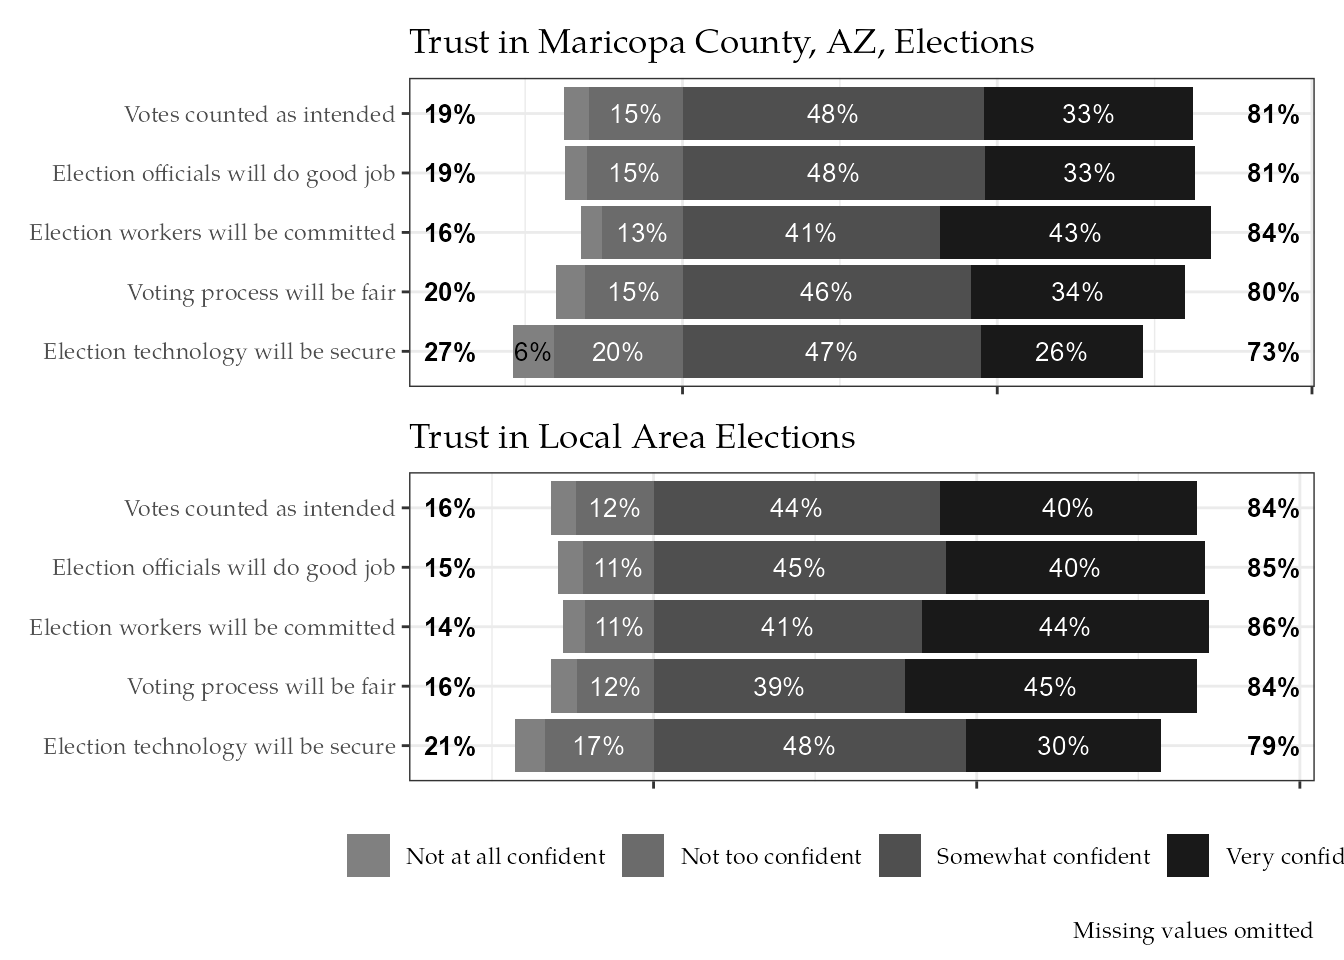 Trust in Maricopa County, AZ, Elections
Votes counted as intended 19% 15% 48% 33% 81%
Election officials will do good job 19% 15% 48% 33% 81%
Election workers will be committed 16% 13% 41% 43% 84%
Voting process will be fair 20% 15% 46% 34% 80%
Election technology will be secure 27% 6% 20% 47% 26% 73%
Trust in Local Area Elections
Votes counted as intended 16% 12% 44% 40% 84%
Election officials will do good job 15% 11% 45% 40% 85%
Election workers will be committed 14% 11% 41% 44% 86%
Voting process will be fair 16% 12% 39% 45% 84%
Election technology will be secure 21% 17% 48% 30% 79%
Not at all confident Not too confident Somewhat confident Very confid
Missing values omitted